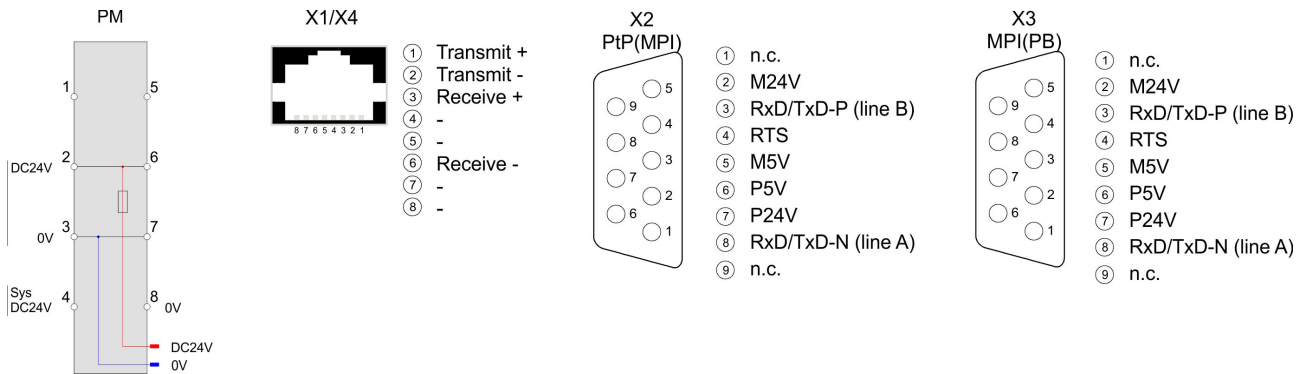 PM
1
5
DC24V
2
6
0V
3
7
Sys
DC24V
4
8
0V
DC24V
0V
X1/X4
8 7 6 5 4 3 2 1
1 Transmit +
2 Transmit -
3 Receive +
4 -
5 -
6 Receive -
7 -
8 -
X2
PtP(MPI)
5
9
4
8
3
7
2
6
1
1 n.c.
2 M24V
3 RxD/TxD-P (line B)
4 RTS
5 M5V
6 P5V
7 P24V
8 RxD/TxD-N (line A)
9 n.c.
X3
MPI(PB)
5
9
4
8
3
7
2
6
1
1 n.c.
2 M24V
3 RxD/TxD-P (line B)
4 RTS
5 M5V
6 P5V
7 P24V
8 RxD/TxD-N (line A)
9 n.c.